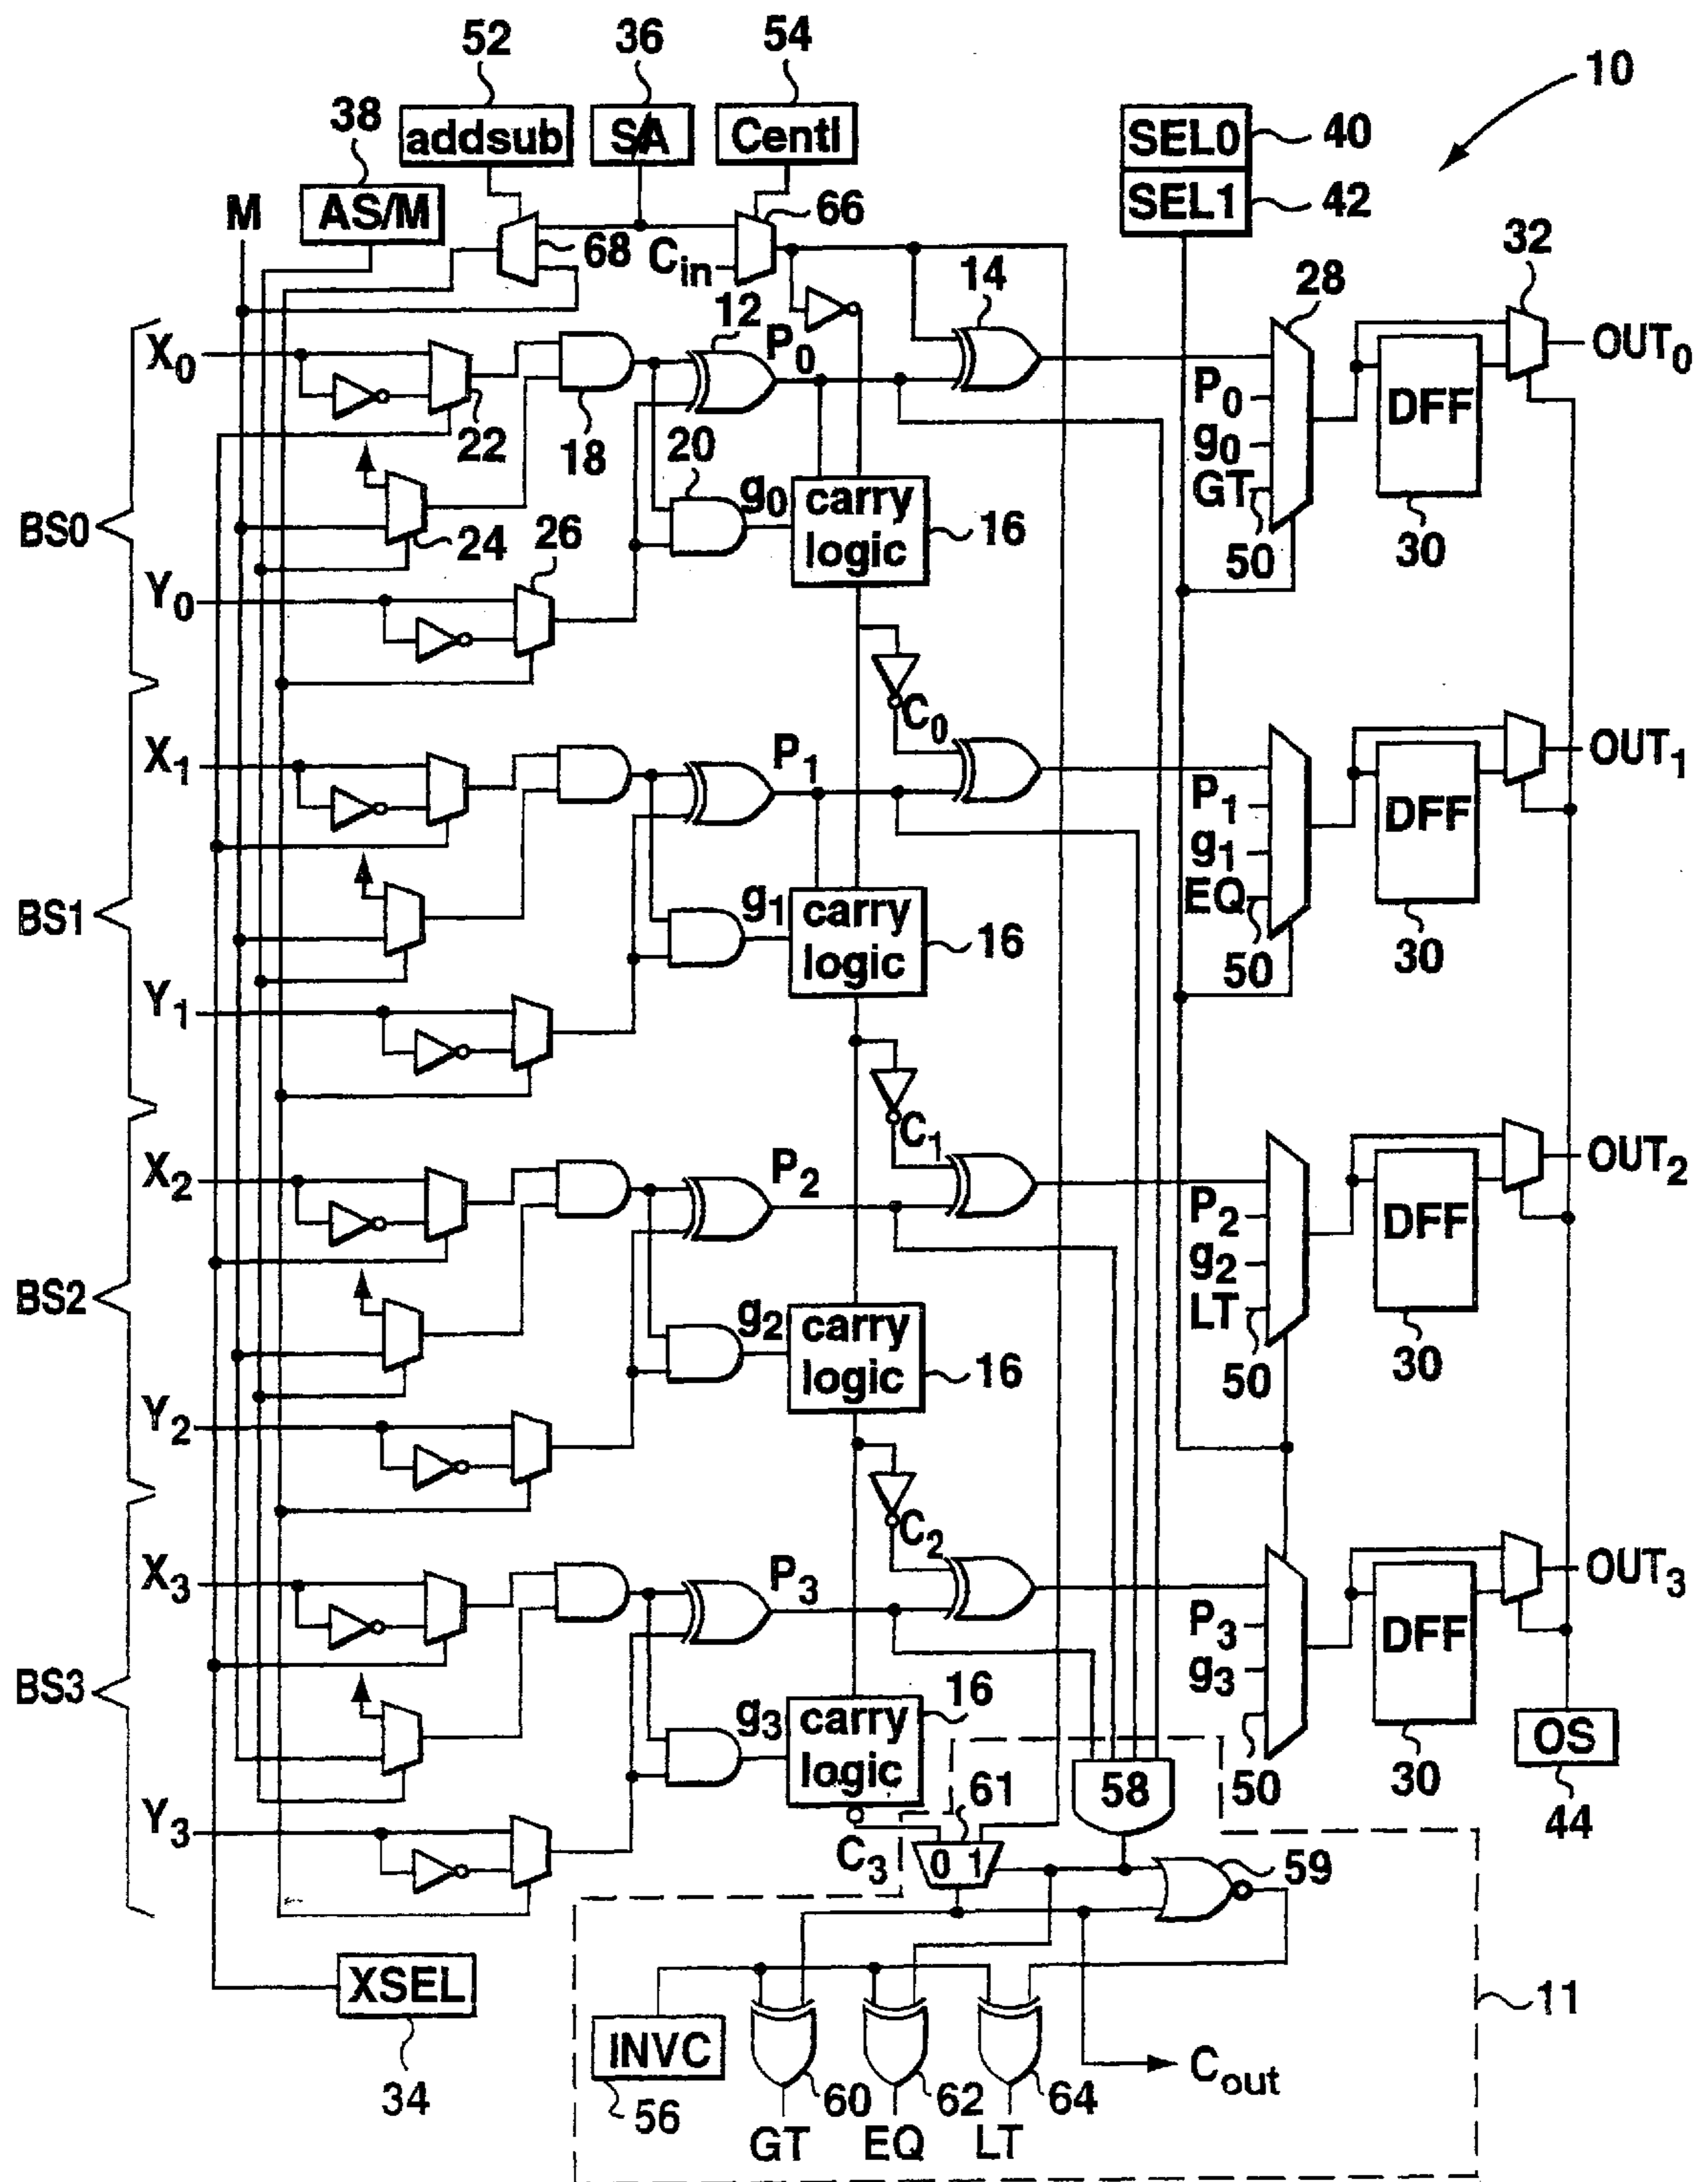 52 36 54
10
38 addsub SA Centl SEL0 40
M AS/M 66 SEL1 42
68 Cin 14 28 32
12
X0 P0 OUT0
P0 DFF
22 18 20 g0
g0 carry logic GT
BS0 24 26 16 50 30
Y0
C0
X1 P1 OUT1
P1 DFF
g1
BS1 g1 carry logic EQ
16 50 30
Y1
C1
X2 P2 OUT2
P2 DFF
g2
BS2 g2 carry logic LT
16 50 30
Y2
C2
X3 P3 OUT3
P3 DFF
g3
BS3 g3 carry logic 16 OS
58 50 30
61 44
Y3 C3 0 1 59
XSEL 11
34 INVC Cout
56 60 62 64
GT EQ LT